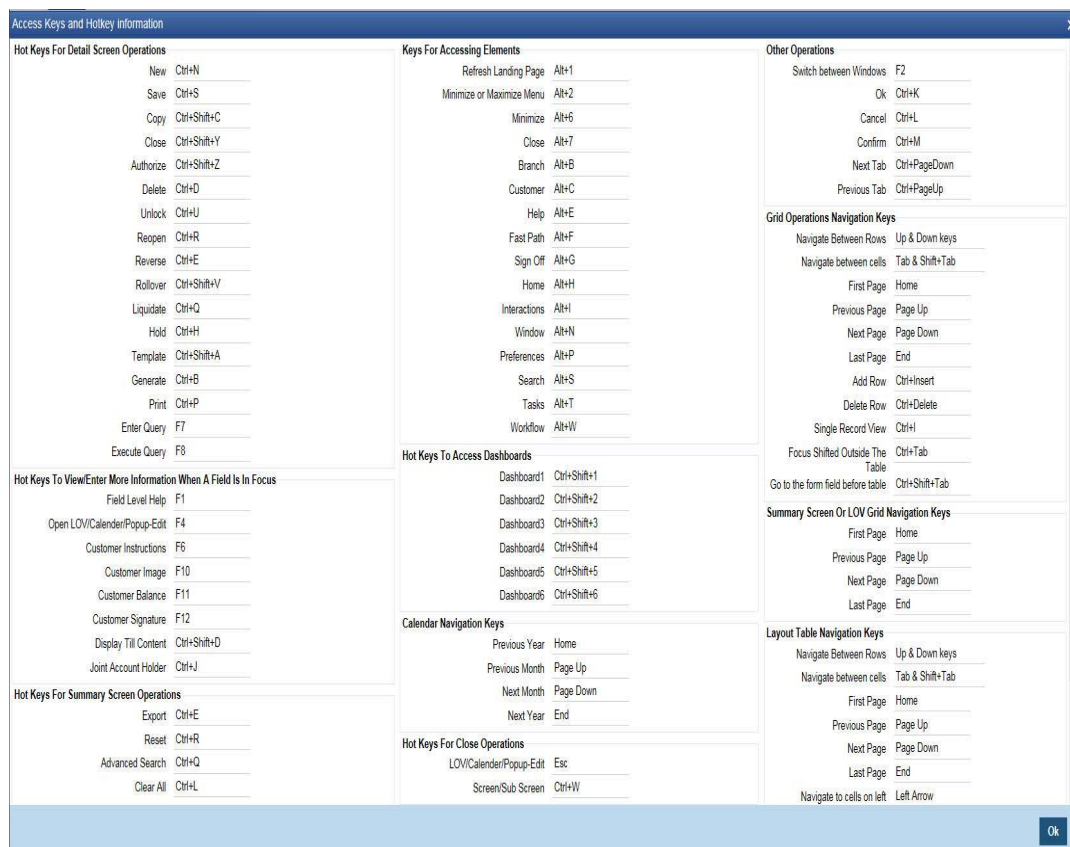 Access Keys and Hotkey information
Hot Keys For Detail Screen Operations
New Ctrl+N
Save Ctrl+S
Copy Ctrl+Shift+C
Close Ctrl+Shift+Y
Authorize Ctrl+Shift+Z
Delete Ctrl+D
Unlock Ctrl+U
Reopen Ctrl+R
Reverse Ctrl+E
Rollover Ctrl+Shift+V
Liquidate Ctrl+Q
Hold Ctrl+H
Template Ctrl+Shift+A
Generate Ctrl+B
Print Ctrl+P
Enter Query F7
Execute Query F8
Hot Keys To View/Enter More Information When A Field Is In Focus
Field Level Help F1
Open LOV/Calender/Popup-Edit F4
Customer Instructions F6
Customer Image F10
Customer Balance F11
Customer Signature F12
Display Till Content Ctrl+Shift+D
Joint Account Holder Ctrl+J
Hot Keys For Summary Screen Operations
Export Ctrl+E
Reset Ctrl+R
Advanced Search Ctrl+Q
Clear All Ctrl+L
Keys For Accessing Elements
Refresh Landing Page Alt+1
Minimize or Maximize Menu Alt+2
Minimize Alt+6
Close Alt+7
Branch Alt+B
Customer Alt+C
Help Alt+E
Fast Path Alt+F
Sign Off Alt+G
Home Alt+H
Interactions Alt+I
Window Alt+N
Preferences Alt+P
Search Alt+S
Tasks Alt+T
Workflow Alt+W
Hot Keys To Access Dashboards
Dashboard1 Ctrl+Shift+1
Dashboard2 Ctrl+Shift+2
Dashboard3 Ctrl+Shift+3
Dashboard4 Ctrl+Shift+4
Dashboard5 Ctrl+Shift+5
Dashboard6 Ctrl+Shift+6
Calendar Navigation Keys
Previous Year Home
Previous Month Page Up
Next Month Page Down
Next Year End
Hot Keys For Close Operations
LOV/Calender/Popup-Edit Esc
Screen/Sub Screen Ctrl+W
Other Operations
Switch between Windows F2
Ok Ctrl+K
Cancel Ctrl+L
Confirm Ctrl+M
Next Tab Ctrl+PageDown
Previous Tab Ctrl+PageUp
Grid Operations Navigation Keys
Navigate Between Rows Up & Down keys
Navigate between cells Tab & Shift+Tab
First Page Home
Previous Page Page Up
Next Page Page Down
Last Page End
Add Row Ctrl+Insert
Delete Row Ctrl+Delete
Single Record View Ctrl+I
Focus Shifted Outside The Ctrl+Tab
Table
Go to the form field before table Ctrl+Shift+Tab
Summary Screen Or LOV Grid Navigation Keys
First Page Home
Previous Page Page Up
Next Page Page Down
Last Page End
Layout Table Navigation Keys
Navigate Between Rows Up & Down keys
Navigate between cells Tab & Shift+Tab
First Page Home
Previous Page Page Up
Next Page Page Down
Last Page End
Navigate to cells on left Left Arrow
Ok